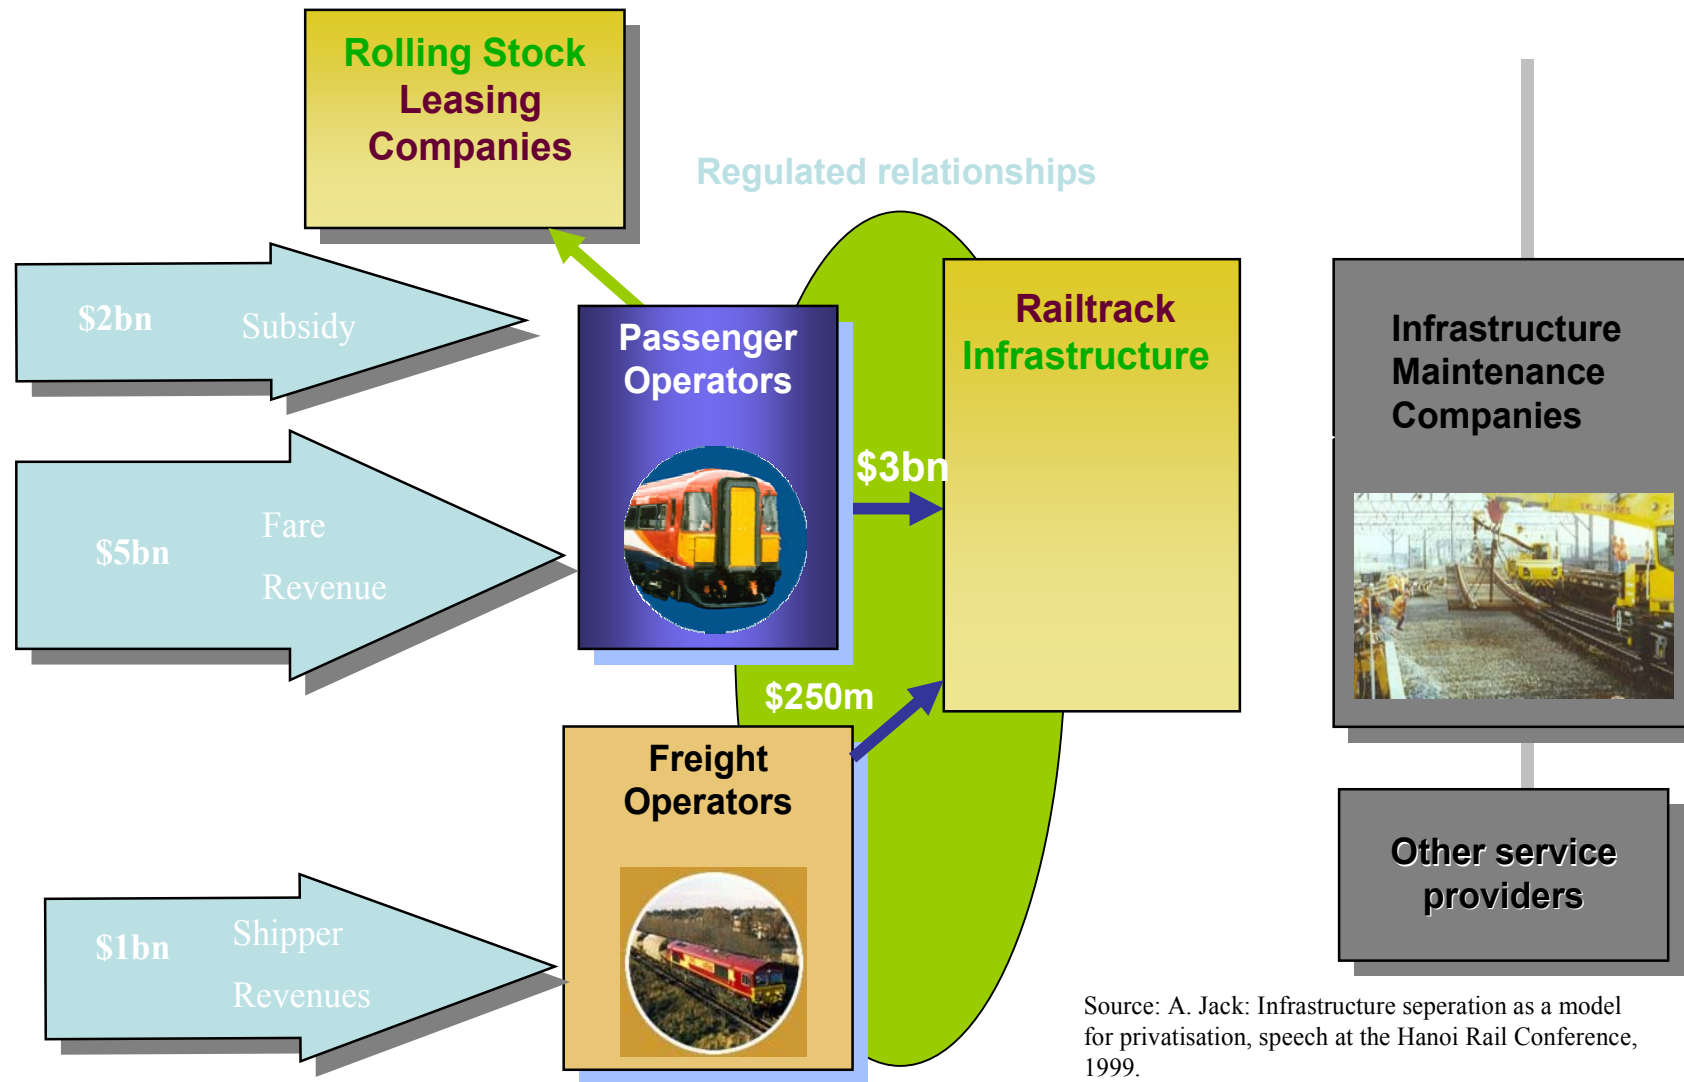 Rolling Stock
Leasing
Companies
Regulated relationships
$2bn
Subsidy
Passenger
Operators
Railtrack
Infrastructure
Infrastructure
Maintenance
Companies
$5bn
Fare
Revenue
$3bn
$250m
Freight
Operators
Other service
providers
$1bn
Shipper
Revenues
Source: A. Jack: Infrastructure seperation as a model
for privatisation, speech at the Hanoi Rail Conference,
1999.